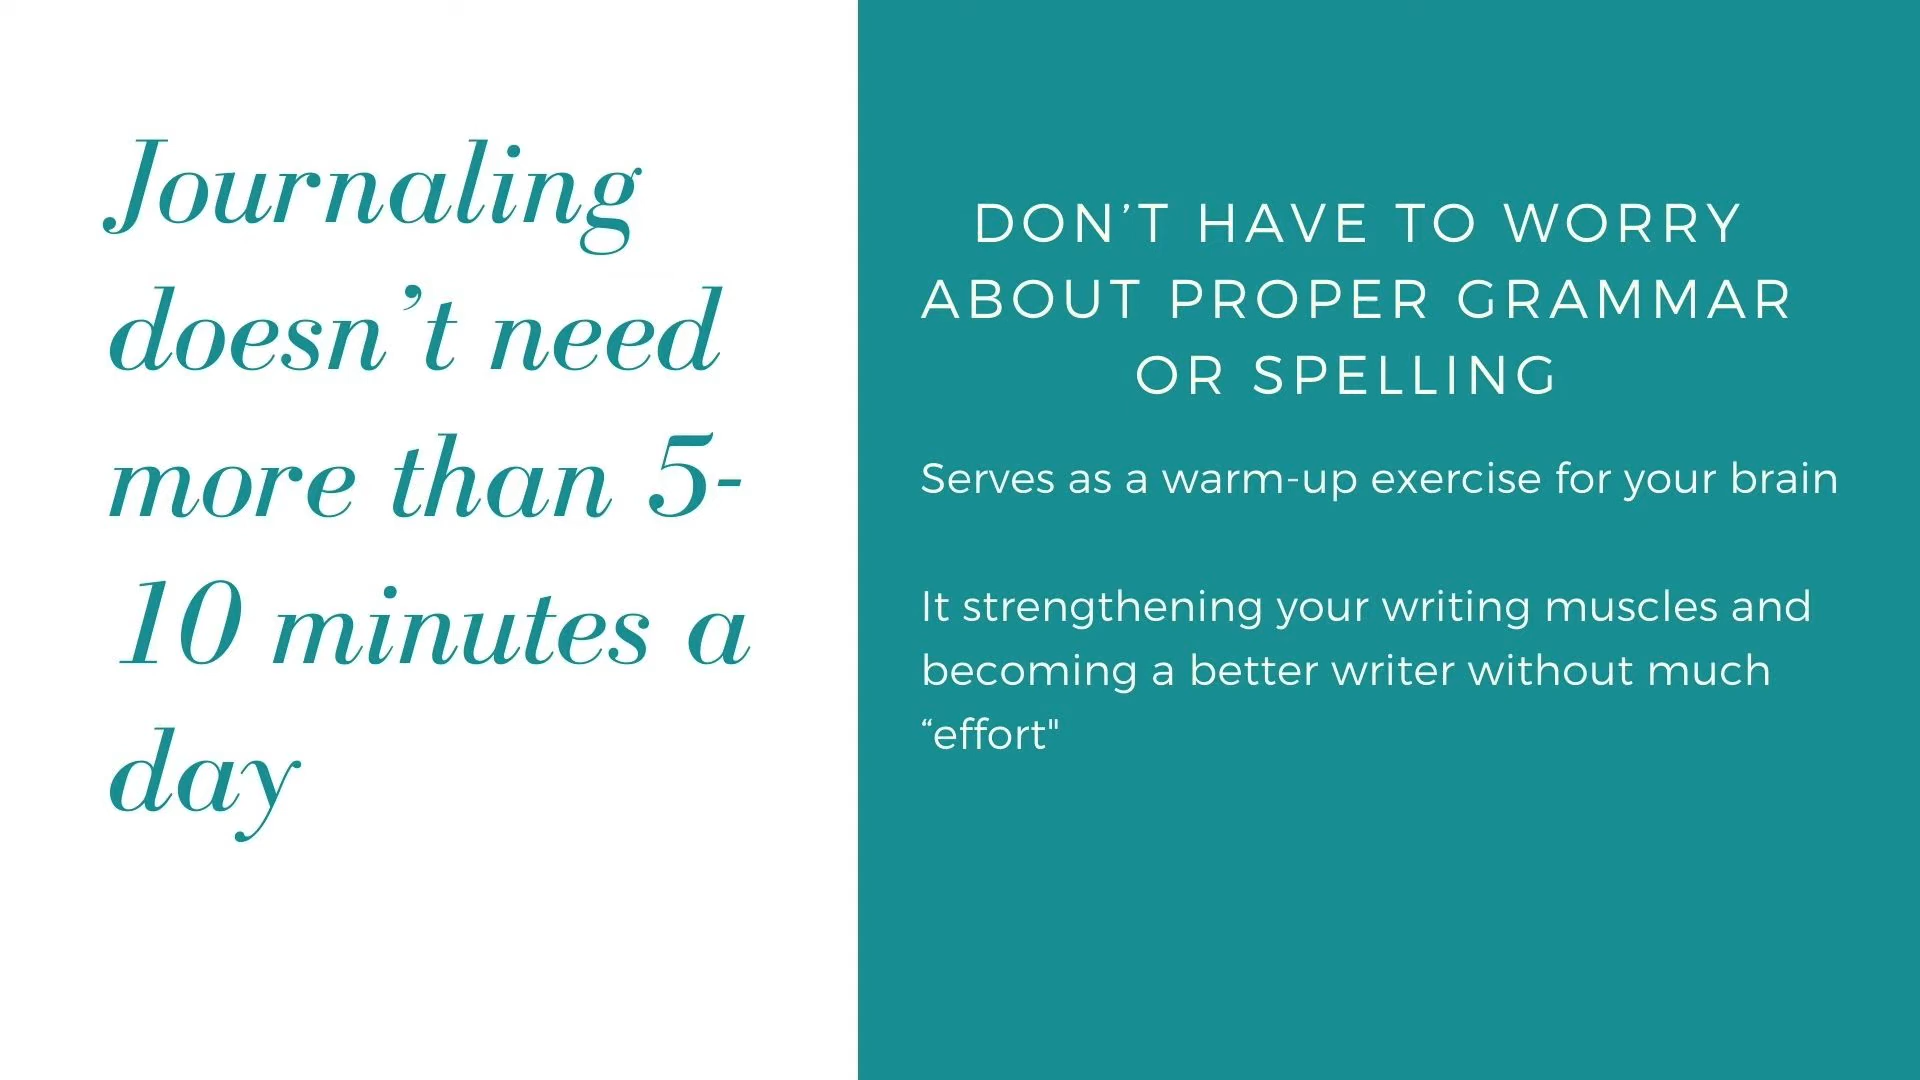 Journaling
doesn’t need
more than 5-
10 minutes a
day
DON’T HAVE TO WORRY
ABOUT PROPER GRAMMAR
OR SPELLING
Serves as a warm-up exercise for your brain
It strengthening your writing muscles and
becoming a better writer without much
“effort"